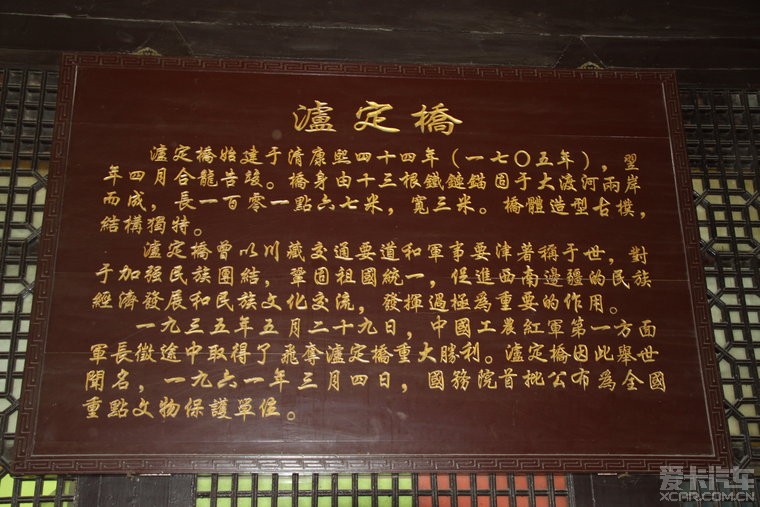 瀘定橋
瀘定橋始建于清康熙四十四年（一七〇五年），翌
年四月合龍告竣。橋身由十三根鐵鏈錨固于大渡河兩岸
而成，長一百零一點六七米，寬三米。橋體造型古樸，
結構獨特。
瀘定橋曾以川藏交通要道和軍事要津著稱于世，對
于加强民族團結，鞏固祖國統一，促進西南邊疆的民族
經濟發展和民族文化交流，發揮過極為重要的作用。
一九三五年五月二十九日，中國工農紅軍第一方面
軍長徵途中取得了飛奪瀘定橋重大勝利。瀘定橋因此舉世
聞名，一九六一年三月四日，國務院首批公布為全國
重點文物保護單位。
爱卡汽车
XCAR.COM.CN